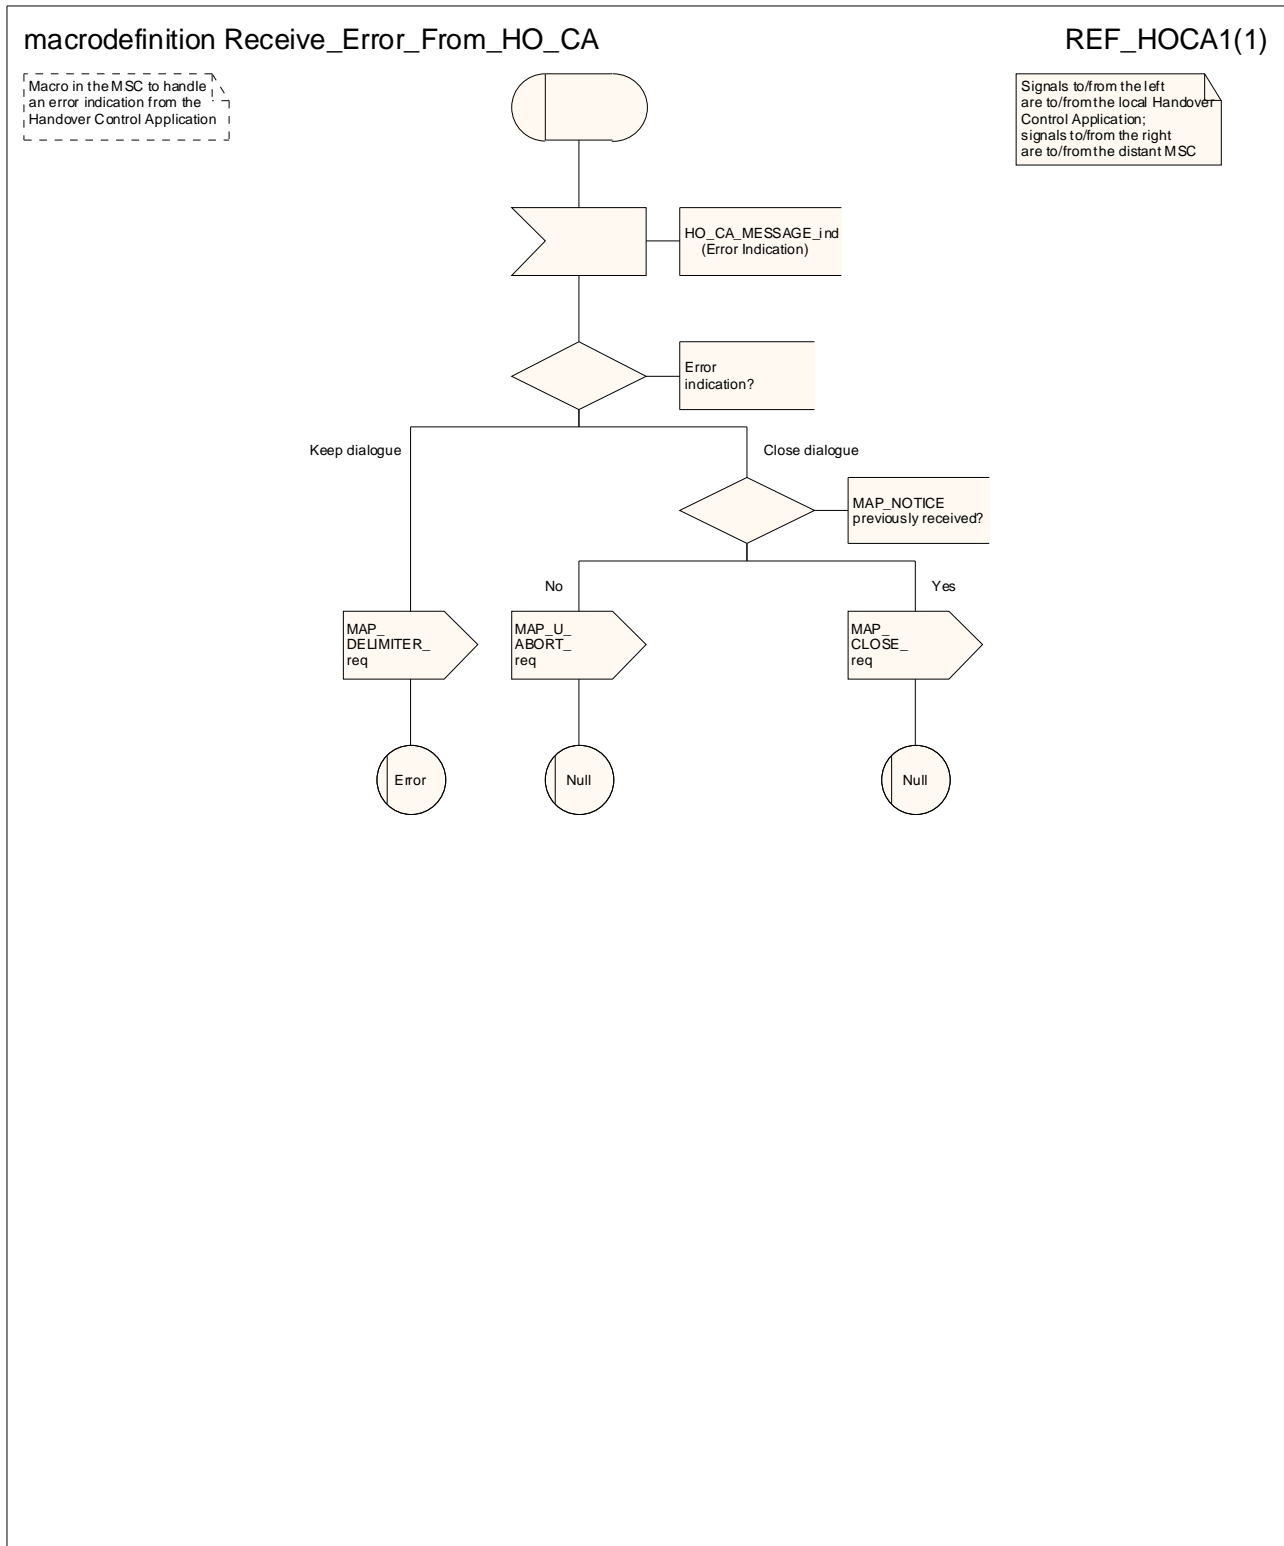 macrodefinition Receive_Error_From_HO_CA
REF_HOCA1(1)
Macro in the MSC to handle
an error indication from the
Handover Control Application
Signals to/from the left
are to/from the local Handover
Control Application;
signals to/from the right
are to/from the distant MSC
HO_CA_MESSAGE_ind
(Error Indication)
Error
indication?
Keep dialogue
Close dialogue
MAP_NOTICE
previously received?
No
Yes
MAP_
DELIMITER_
req
MAP_U_
ABORT_
req
MAP_
CLOSE_
req
Error
Null
Null